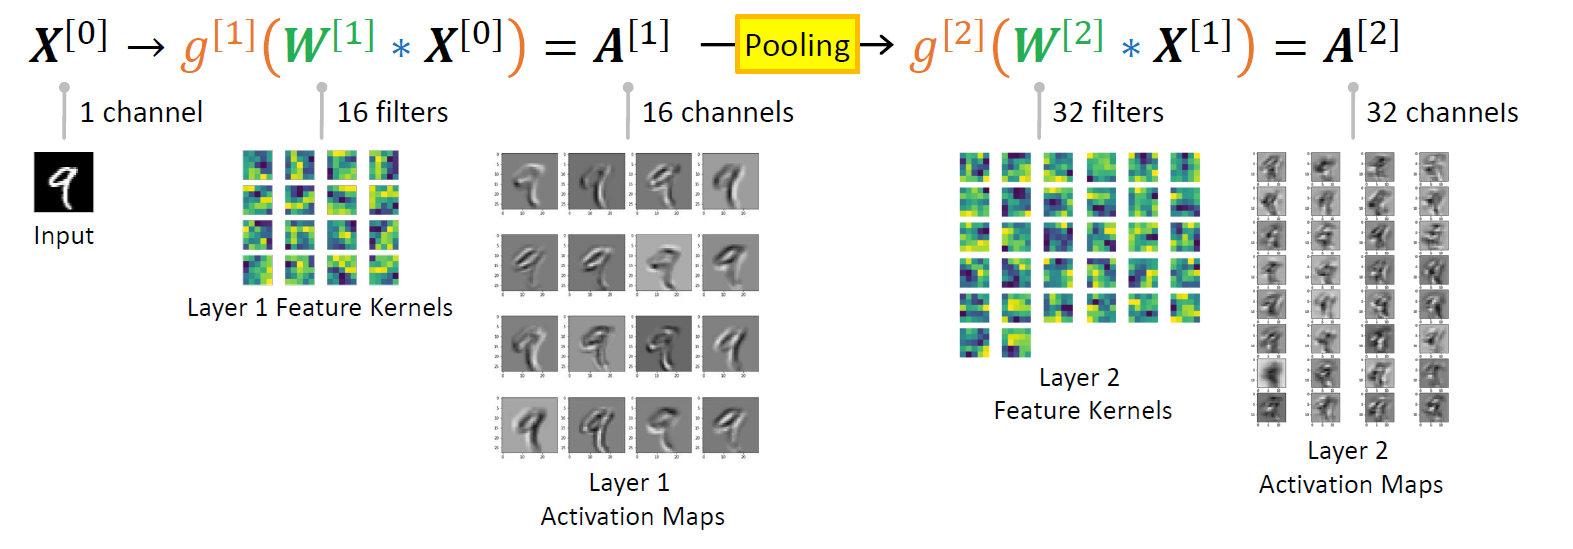 X[0] → g[1](W[1] * X[0]) = A[1] — Pooling → g[2](W[2] * X[1]) = A[2]
1 channel
16 filters
16 channels
32 filters
32 channels
Input
Layer 1 Feature Kernels
Layer 1
Activation Maps
Layer 2
Feature Kernels
Layer 2
Activation Maps